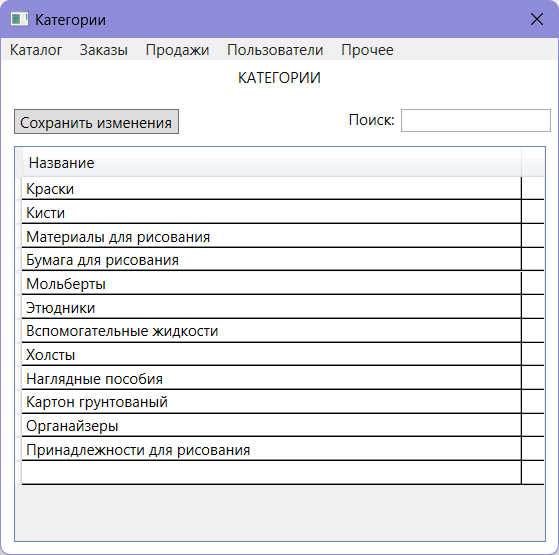 Категории
Каталог Заказы Продажи Пользователи Прочее
КАТЕГОРИИ
Сохранить изменения Поиск:
Название
Краски
Кисти
Материалы для рисования
Бумага для рисования
Мольберты
Этюдники
Вспомогательные жидкости
Холсты
Наглядные пособия
Картон грунтованый
Органайзеры
Принадлежности для рисования